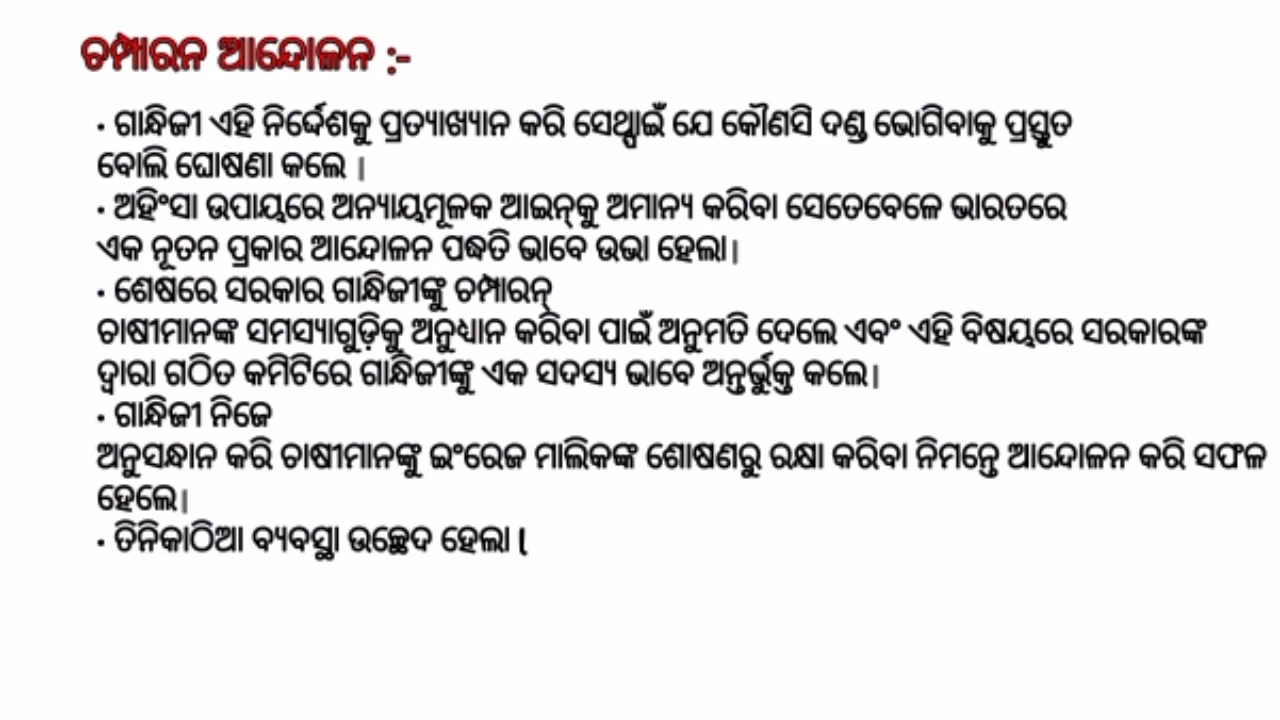 ଚମ୍ପାରନ ଆନ୍ଦୋଳନ :-
• ଗାନ୍ଧିଜୀ ଏହି ନିର୍ଦ୍ଦେଶକୁ ପ୍ରତ୍ୟାଖ୍ୟାନ କରି ସେଥିପାଇଁ ଯେ କୌଣସି ଦଣ୍ଡ ଭୋଗିବାକୁ ପ୍ରସ୍ତୁତ
ବୋଲି ଘୋଷଣା କଲେ |
• ଅହିଂସା ଉପାୟରେ ଅନ୍ୟାୟମୂଳକ ଆଇନ୍‌କୁ ଅମାନ୍ୟ କରିବା ସେତେବେଳେ ଭାରତରେ
ଏକ ନୂତନ ପ୍ରକାର ଆନ୍ଦୋଳନ ପଦ୍ଧତି ଭାବେ ଉଭା ହେଲା|
• ଶେଷରେ ସରକାର ଗାନ୍ଧିଜୀଙ୍କୁ ଚମ୍ପାରନ୍
ଚାଷୀମାନଙ୍କ ସମସ୍ୟାଗୁଡ଼ିକୁ ଅନୁଧ୍ୟାନ କରିବା ପାଇଁ ଅନୁମତି ଦେଲେ ଏବଂ ଏହି ବିଷୟରେ ସରକାରଙ୍କ
ଦ୍ୱାରା ଗଠିତ କମିଟିରେ ଗାନ୍ଧିଜୀଙ୍କୁ ଏକ ସଦସ୍ୟ ଭାବେ ଅନ୍ତର୍ଭୁକ୍ତ କଲେ|
• ଗାନ୍ଧିଜୀ ନିଜେ
ଅନୁସନ୍ଧାନ କରି ଚାଷୀମାନଙ୍କୁ ଇଂରେଜ ମାଲିକଙ୍କ ଶୋଷଣରୁ ରକ୍ଷା କରିବା ନିମନ୍ତେ ଆନ୍ଦୋଳନ କରି ସଫଳ
ହେଲେ|
• ତିନିକାଠିଆ ବ୍ୟବସ୍ଥା ଉଚ୍ଛେଦ ହେଲା (